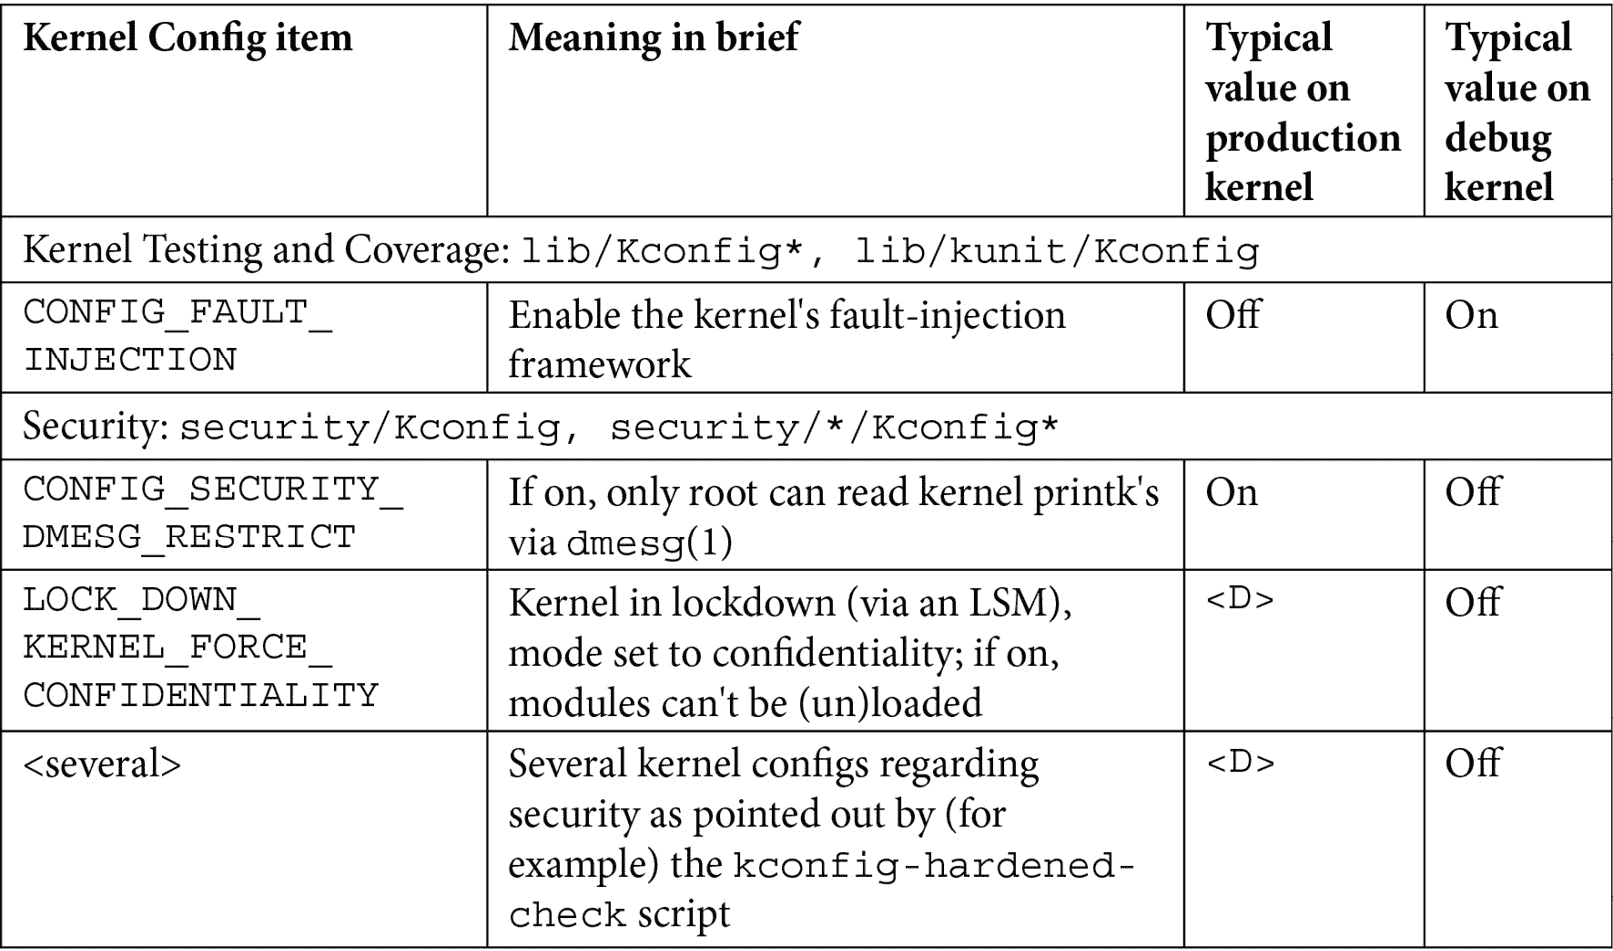 Kernel Config item
Meaning in brief
Typical
value on
production
kernel
Typical
value on
debug
kernel
Kernel Testing and Coverage: lib/Kconfig*, lib/kunit/Kconfig
CONFIG_FAULT_
INJECTION
Enable the kernel's fault-injection
framework
Off
On
Security: security/Kconfig, security/*/Kconfig*
CONFIG_SECURITY_
DMESG_RESTRICT
If on, only root can read kernel printk's
via dmesg(1)
On
Off
LOCK_DOWN_
KERNEL_FORCE_
CONFIDENTIALITY
Kernel in lockdown (via an LSM),
mode set to confidentiality; if on,
modules can't be (un)loaded
<D>
Off
<several>
Several kernel configs regarding
security as pointed out by (for
example) the kconfig-hardened-
check script
<D>
Off